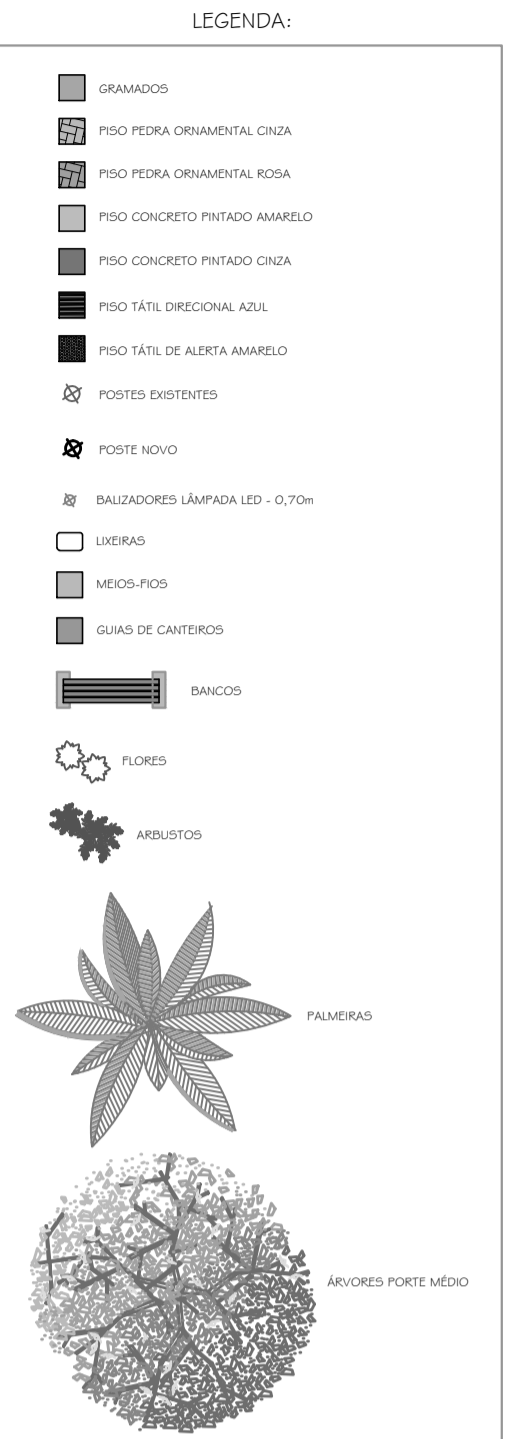 LEGENDA:
GRAMADOS
PISO PEDRA ORNAMENTAL CINZA
PISO PEDRA ORNAMENTAL ROSA
PISO CONCRETO PINTADO AMARELO
PISO CONCRETO PINTADO CINZA
PISO TÁTIL DIRECIONAL AZUL
PISO TÁTIL DE ALERTA AMARELO
POSTES EXISTENTES
POSTE NOVO
BALIZADORES LÂMPADA LED - 0,70m
LIXEIRAS
MEIOS-FIOS
GUIAS DE CANTEIROS
BANCOS
FLORES
ARBUSTOS
PALMEIRAS
ÁRVORES PORTE MÉDIO